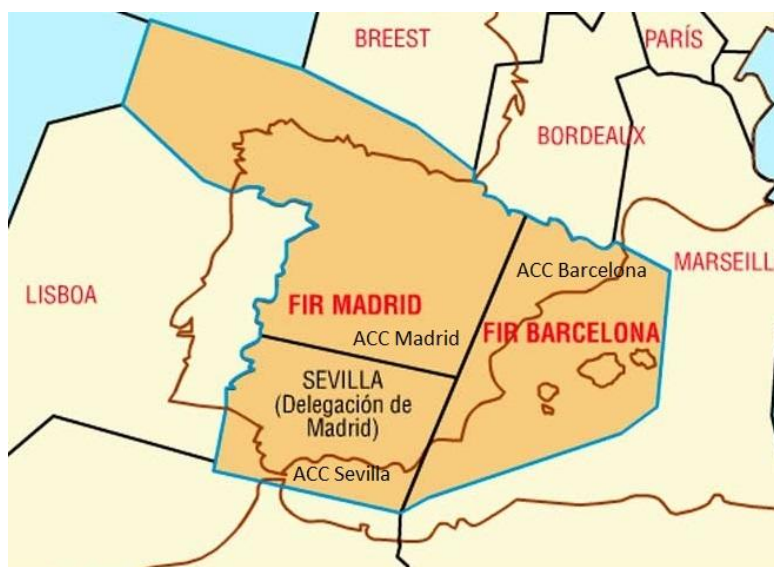 BREEST
PARÍS
BORDEAUX
ACC Barcelona
MARSEILL
LISBOA
FIR MADRID
ACC Madrid
FIR BARCELONA
SEVILLA
(Delegación de
Madrid)
ACC Sevilla